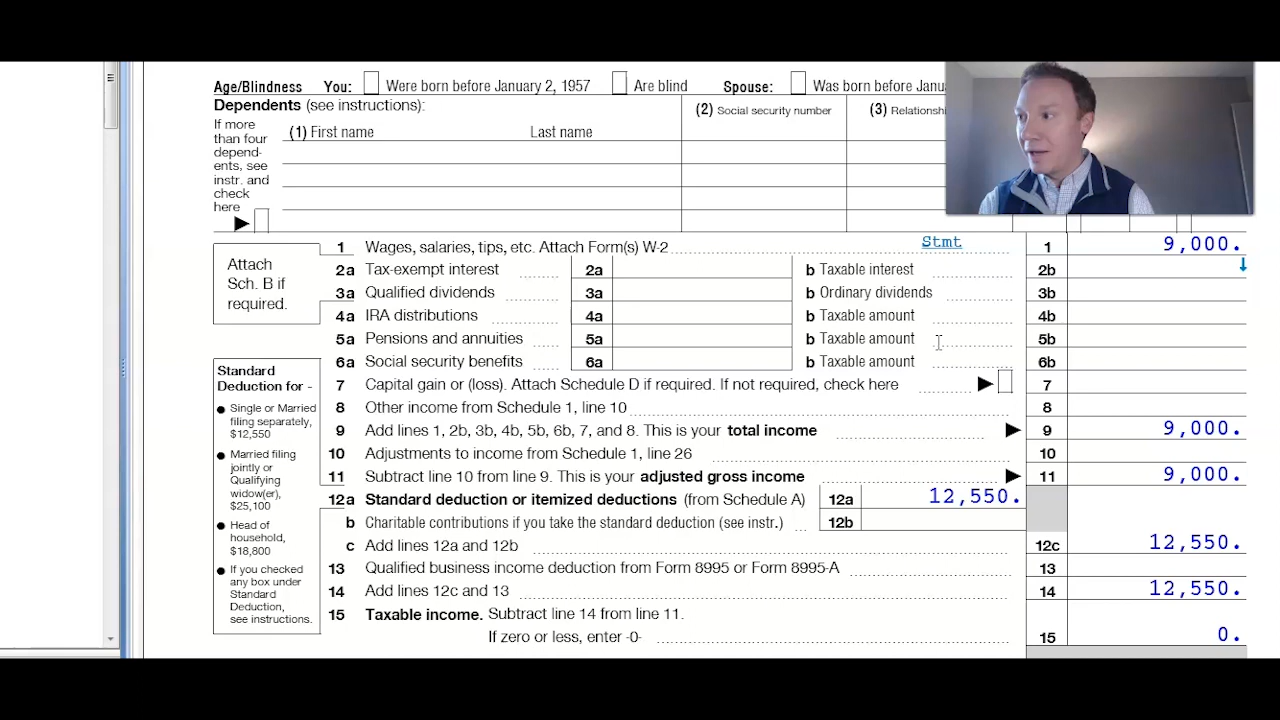 Age/Blindness You: Were born before January 2, 1957 Are blind Spouse: Was born before Janu
Dependents (see instructions):
(2) Social security number
(3) Relationsh
If more
than four
depend-
ents, see
instr. and
check
here
(1) First name Last name
1 Wages, salaries, tips, etc. Attach Form(s) W-2 Stmt 1 9,000.
Attach
Sch. B if
required.
2a Tax-exempt interest 2a b Taxable interest 2b
3a Qualified dividends 3a b Ordinary dividends 3b
4a IRA distributions 4a b Taxable amount 4b
5a Pensions and annuities 5a b Taxable amount 5b
6a Social security benefits 6a b Taxable amount 6b
Standard
Deduction for -
● Single or Married
filing separately,
$12,550
● Married filing
jointly or
Qualifying
widow(er),
$25,100
● Head of
household,
$18,800
● If you checked
any box under
Standard
Deduction,
see instructions.
7 Capital gain or (loss). Attach Schedule D if required. If not required, check here 7
8 Other income from Schedule 1, line 10 8
9 Add lines 1, 2b, 3b, 4b, 5b, 6b, 7, and 8. This is your total income 9 9,000.
10 Adjustments to income from Schedule 1, line 26 10
11 Subtract line 10 from line 9. This is your adjusted gross income 11 9,000.
12a Standard deduction or itemized deductions (from Schedule A) 12a 12,550.
b Charitable contributions if you take the standard deduction (see instr.) 12b
c Add lines 12a and 12b 12c 12,550.
13 Qualified business income deduction from Form 8995 or Form 8995-A 13
14 Add lines 12c and 13 14 12,550.
15 Taxable income. Subtract line 14 from line 11.
If zero or less, enter -0- 15 0.